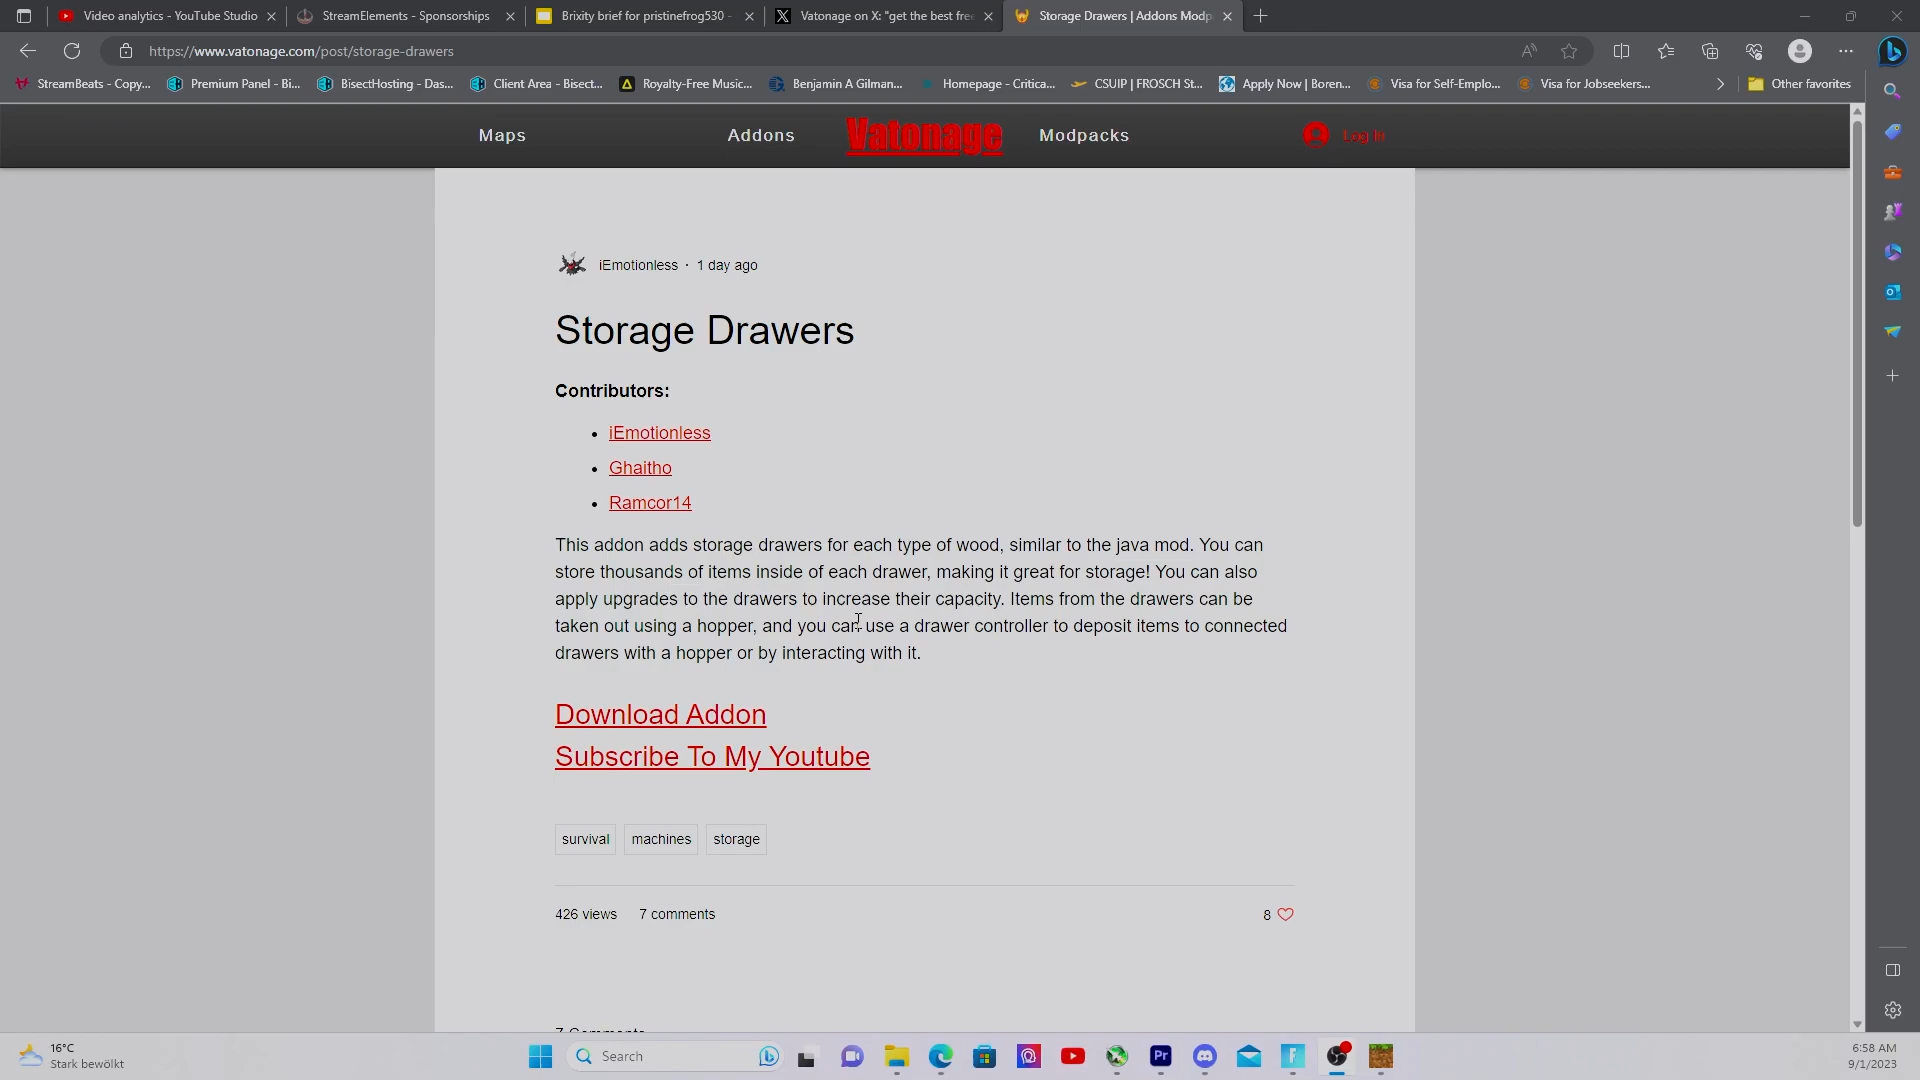 Video analytics - YouTube Studio
StreamElements - Sponsorships
Brixity brief for pristinefrog530 -
Vatonage on X: "get the best free
Storage Drawers | Addons Modp
https://www.vatonage.com/post/storage-drawers
StreamBeats - Copy...
Premium Panel - Bi...
BisectHosting - Das...
Client Area - Bisect...
Royalty-Free Music...
Benjamin A Gilman...
Homepage - Critica...
CSUIP | FROSCH St...
Apply Now | Boren...
Visa for Self-Emplo...
Visa for Jobseekers...
Other favorites
Maps
Addons
Vatonage
Modpacks
Log In
iEmotionless · 1 day ago
Storage Drawers
Contributors:
iEmotionless
Ghaitho
Ramcor14
This addon adds storage drawers for each type of wood, similar to the java mod. You can
store thousands of items inside of each drawer, making it great for storage! You can also
apply upgrades to the drawers to increase their capacity. Items from the drawers can be
taken out using a hopper, and you can use a drawer controller to deposit items to connected
drawers with a hopper or by interacting with it.
Download Addon
Subscribe To My Youtube
survival
machines
storage
426 views
7 comments
8
7 Comments
16°C
Stark bewölkt
Search
Pr
6:58 AM
9/1/2023